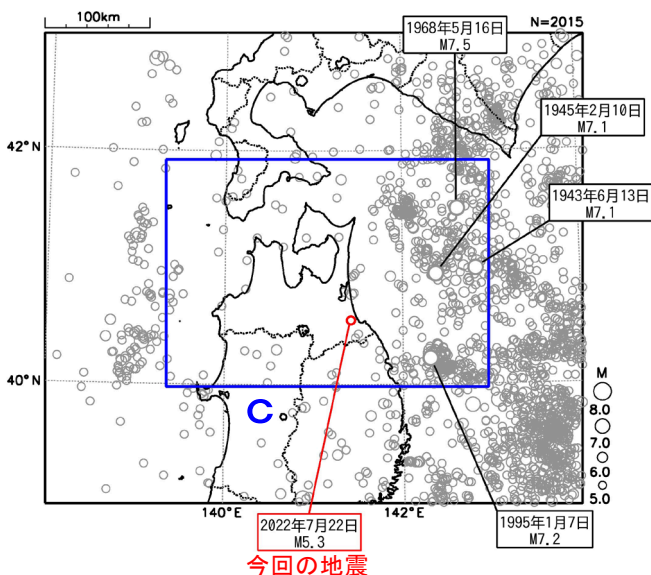 100km
N=2015
1968年5月16日
M7.5
1945年2月10日
M7.1
42°N
1943年6月13日
M7.1
40°N
M
8.0
7.0
6.0
5.0
C
140°E
142°E
2022年7月22日
M5.3
1995年1月7日
M7.2
今回の地震